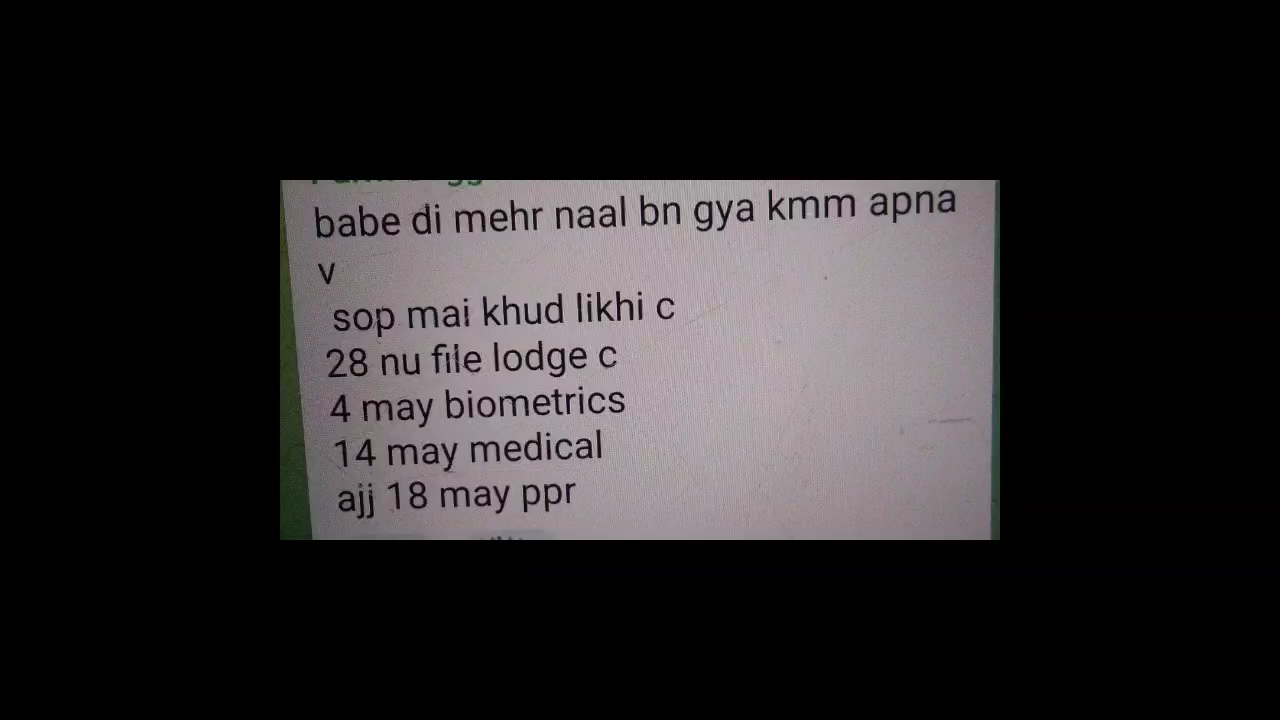 babe di mehr naal bn gya kmm apna
v
sop mai khud likhi c
28 nu file lodge c
4 may biometrics
14 may medical
ajj 18 may ppr